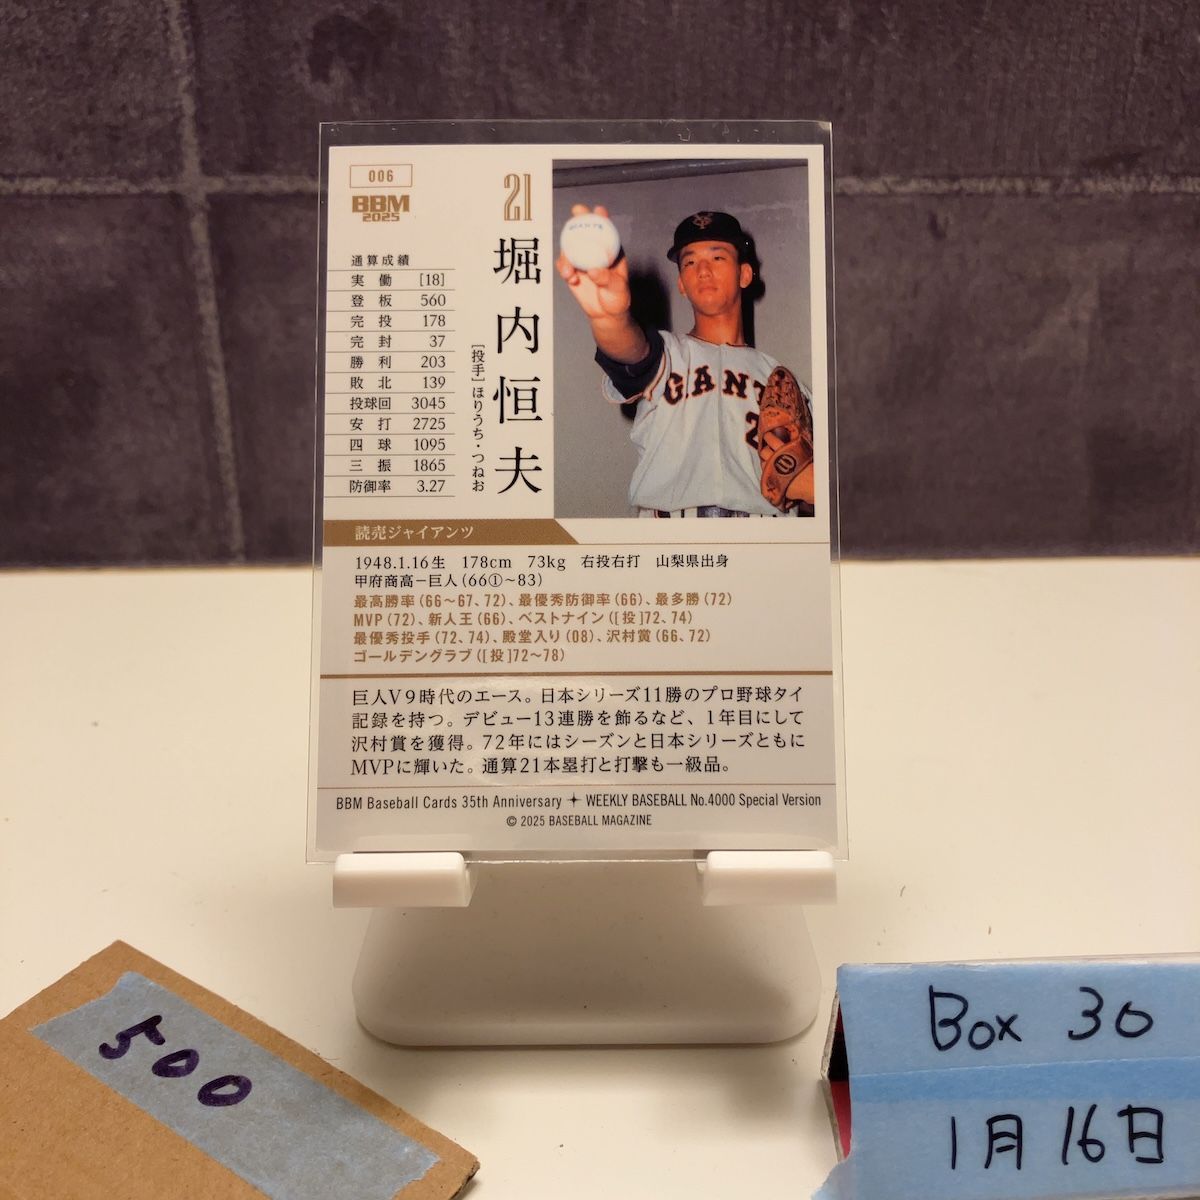 006
BBM
2025
通算成績
実働 [18]
登板 560
完投 178
完封 37
勝利 203
敗北 139
投球回 3045
安打 2725
四球 1095
三振 1865
防御率 3.27
21
堀内恒夫
[投手]ほりうち・つねお
GIANTS
YG
GIANT
2
読売ジャイアンツ
1948.1.16生 178cm 73kg 右投右打 山梨県出身
甲府商高−巨人(66①〜83)
最高勝率(66〜67、72)、最優秀防御率(66)、最多勝(72)
MVP(72)、新人王(66)、ベストナイン([投]72、74)
最優秀投手(72、74)、殿堂入り(08)、沢村賞(66、72)
ゴールデングラブ([投]72〜78)
巨人V9時代のエース。日本シリーズ11勝のプロ野球タイ
記録を持つ。デビュー13連勝を飾るなど、1年目にして
沢村賞を獲得。72年にはシーズンと日本シリーズともに
MVPに輝いた。通算21本塁打と打撃も一級品。
BBM Baseball Cards 35th Anniversary ✦ WEEKLY BASEBALL No.4000 Special Version
© 2025 BASEBALL MAGAZINE
500
Box 30
1月16日